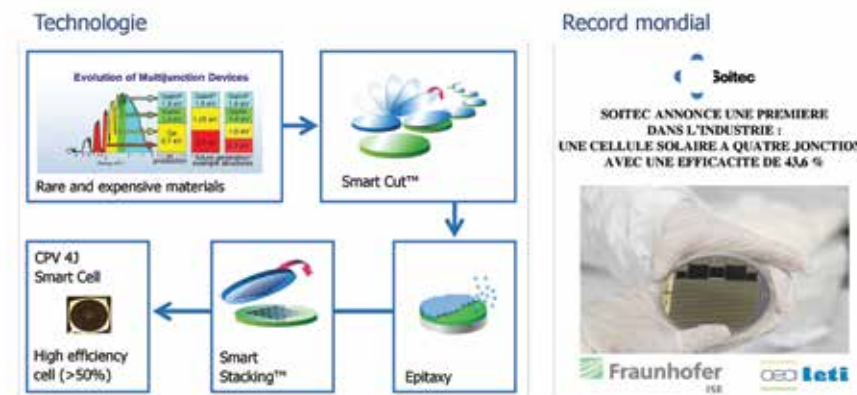 Technologie
Record mondial
Evolution of Multijunction Devices
Rare and expensive materials
Smart Cut™
CPV 4J
Smart Cell
High efficiency
cell (>50%)
Smart
Stacking™
Epitaxy
Soitec
SOITEC ANNONCE UNE PREMIERE
DANS L'INDUSTRIE :
UNE CELLULE SOLAIRE A QUATRE JONCTION
AVEC UNE EFFICACITE DE 43,6 %
Fraunhofer
ISE
cea leti